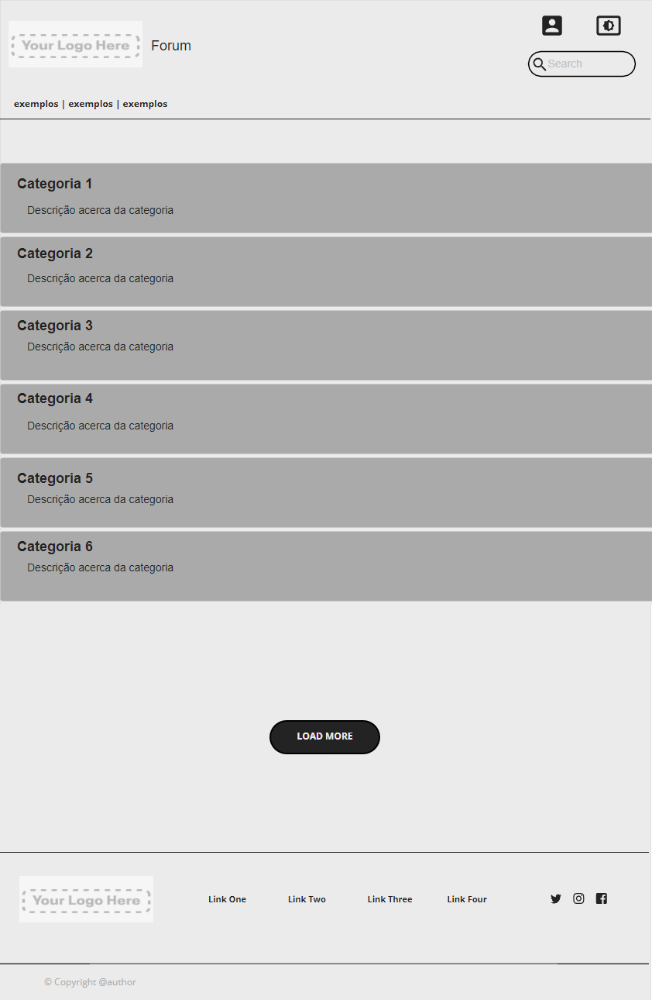 Your Logo Here
Forum
Search
exemplos | exemplos | exemplos
Categoria 1
Descrição acerca da categoria
Categoria 2
Descrição acerca da categoria
Categoria 3
Descrição acerca da categoria
Categoria 4
Descrição acerca da categoria
Categoria 5
Descrição acerca da categoria
Categoria 6
Descrição acerca da categoria
LOAD MORE
Your Logo Here
Link One
Link Two
Link Three
Link Four
© Copyright @author